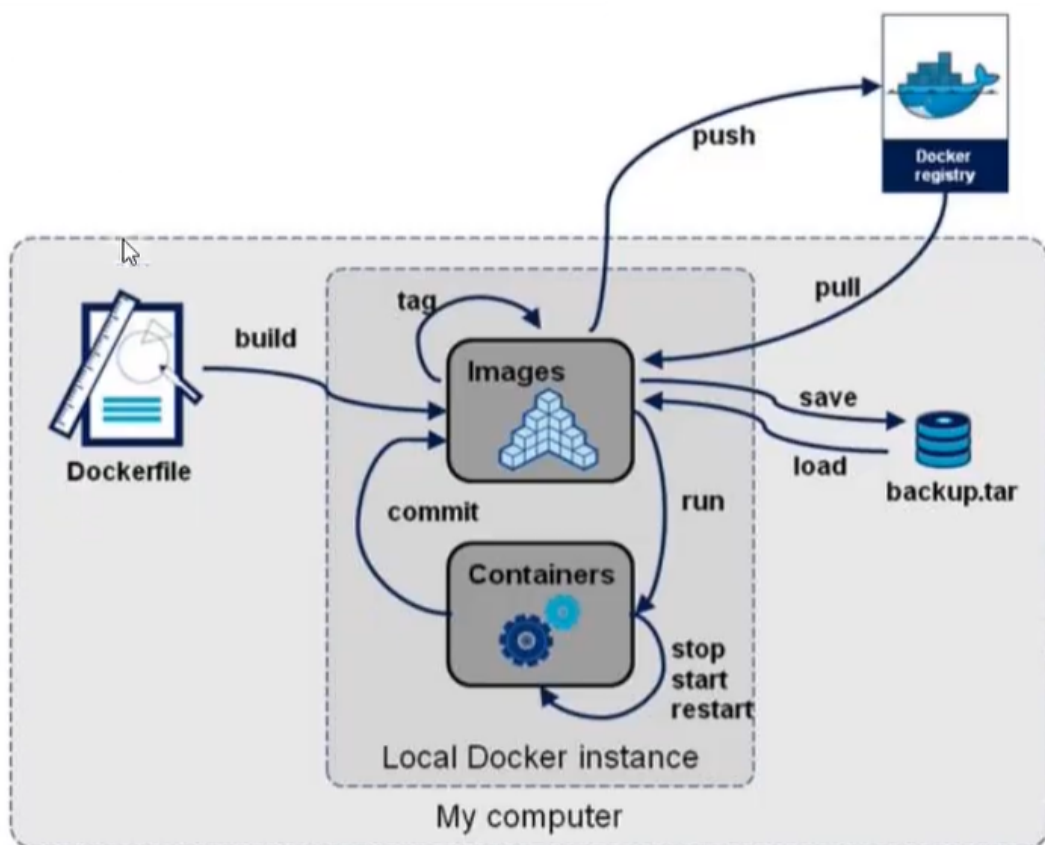 push
Docker
registry
tag
pull
build
Images
save
Dockerfile
load
backup.tar
commit
run
Containers
stop
start
restart
Local Docker instance
My computer